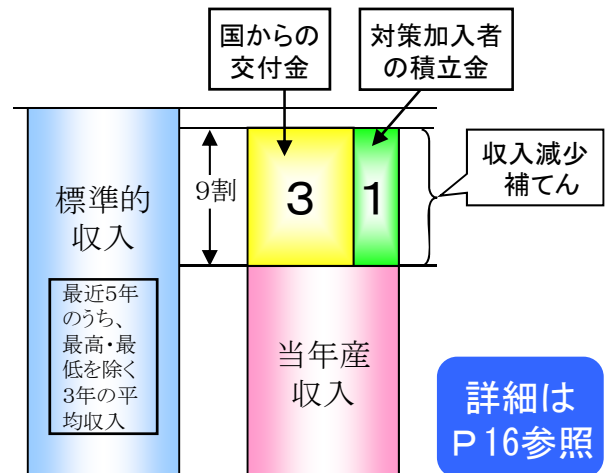 国からの
交付金
対策加入者
の積立金
標準的
収入
最近5年
のうち、
最高・最
低を除く
3年の平
均収入
9割
3
1
収入減少
補てん
当年産
収入
詳細は
P16参照